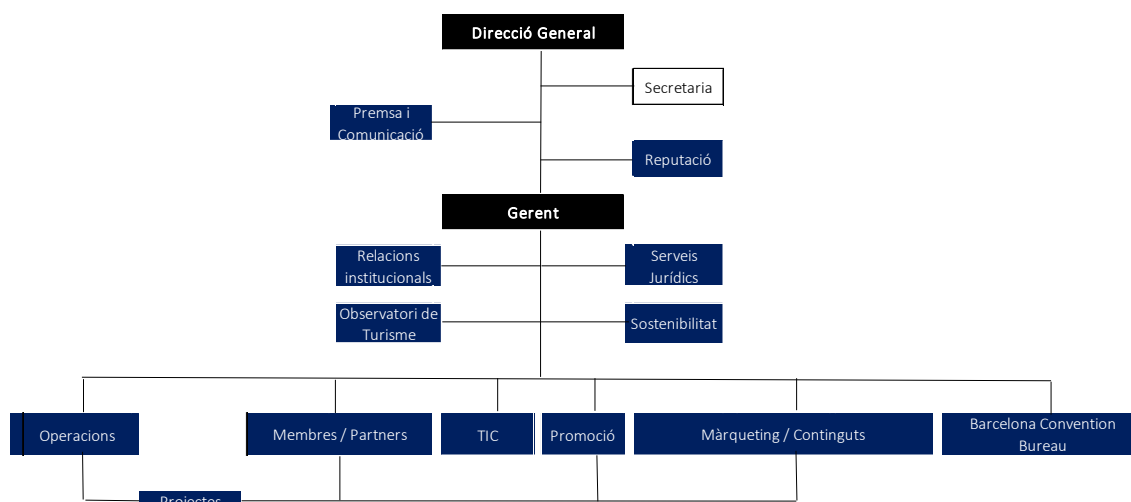 Direcció General
Secretaria
Premsa i
Comunicació
Reputació
Gerent
Relacions
institucionals
Serveis
Jurídics
Observatori de
Turisme
Sostenibilitat
Operacions
Membres / Partners
TIC
Promoció
Màrqueting / Continguts
Barcelona Convention
Bureau
Projectes